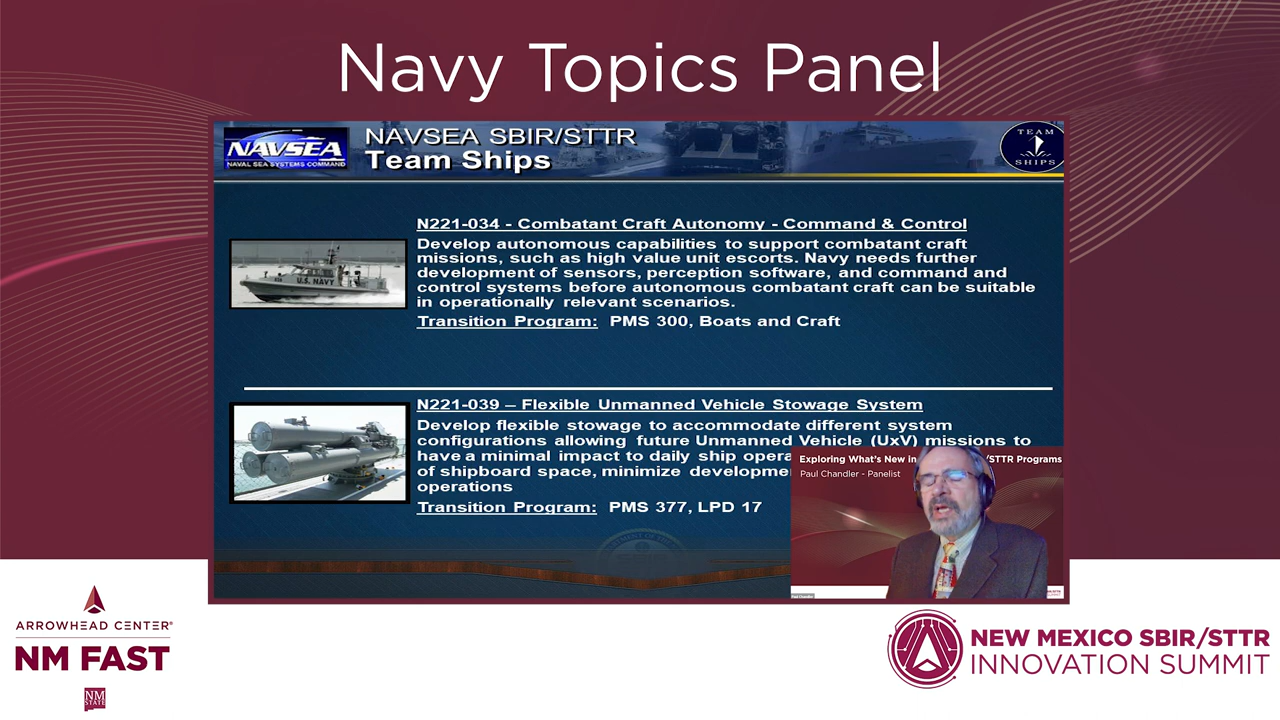 Navy Topics Panel
NAVSEA
NAVAL SEA SYSTEMS COMMAND
NAVSEA SBIR/STTR
Team Ships
TEAM
SHIPS
N221-034 - Combatant Craft Autonomy - Command & Control
Develop autonomous capabilities to support combatant craft
missions, such as high value unit escorts. Navy needs further
development of sensors, perception software, and command and
control systems before autonomous combatant craft can be suitable
in operationally relevant scenarios.
Transition Program: PMS 300, Boats and Craft
U.S. NAVY
N221-039 – Flexible Unmanned Vehicle Stowage System
Develop flexible stowage to accommodate different system
configurations allowing future Unmanned Vehicle (UxV) missions to
have a minimal impact to daily ship
of shipboard space, minimize
operations
Transition Program: PMS 377, LPD 17
Exploring What's New in /STTR Programs
Paul Chandler - Panelist
ARROWHEAD CENTER®
NM FAST
NM
STATE
NEW MEXICO SBIR/STTR
INNOVATION SUMMIT